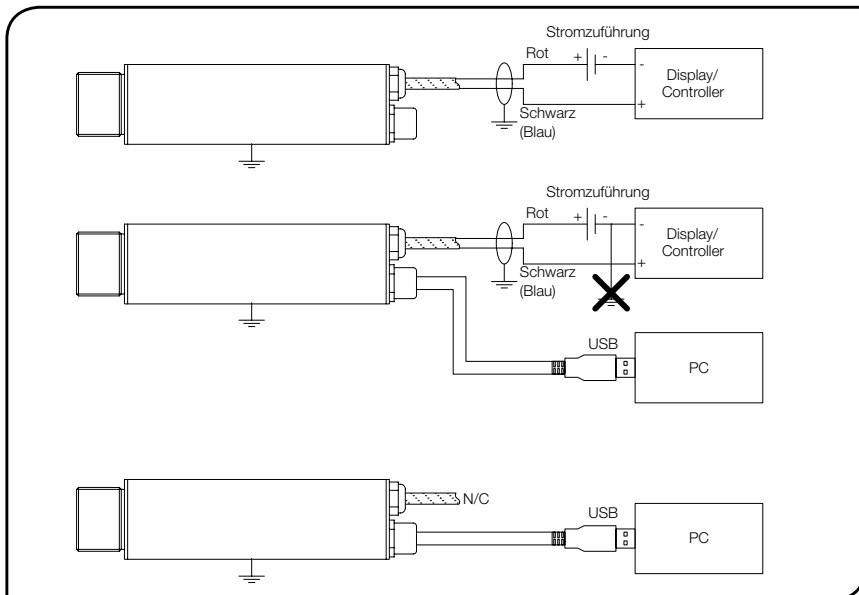 Stromzuführung
Rot
+ -
-
Display/
Controller
+
Schwarz
(Blau)
Stromzuführung
Rot
+ -
-
Display/
Controller
+
Schwarz
(Blau)
USB
PC
N/C
USB
PC